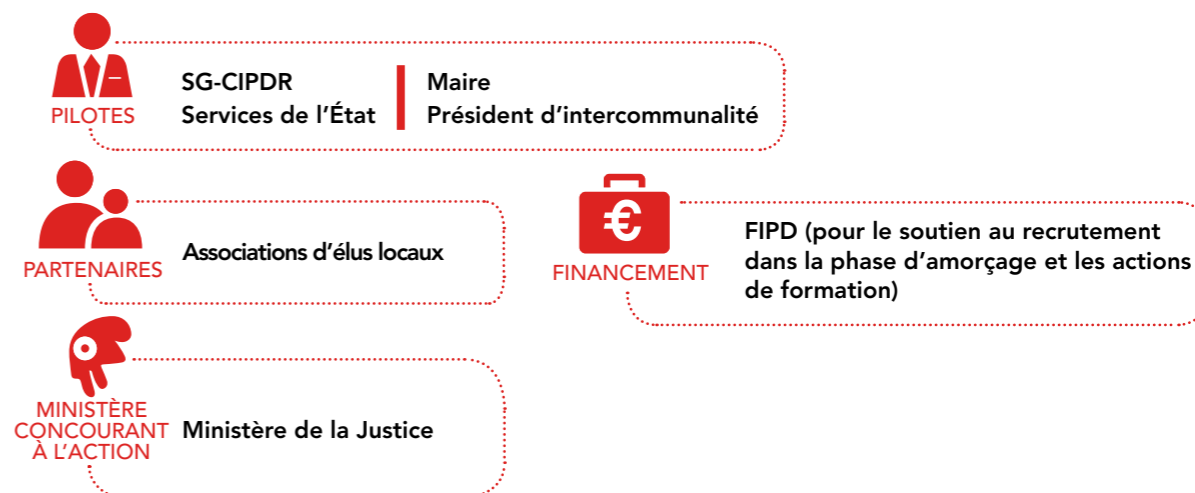 PILOTES
SG-CIPDR
Services de l'État
Maire
Président d'intercommunalité
PARTENAIRES
Associations d'élus locaux
€
FINANCEMENT
FIPD (pour le soutien au recrutement
dans la phase d'amorçage et les actions
de formation)
MINISTÈRE
CONCOURANT
À L'ACTION
Ministère de la Justice